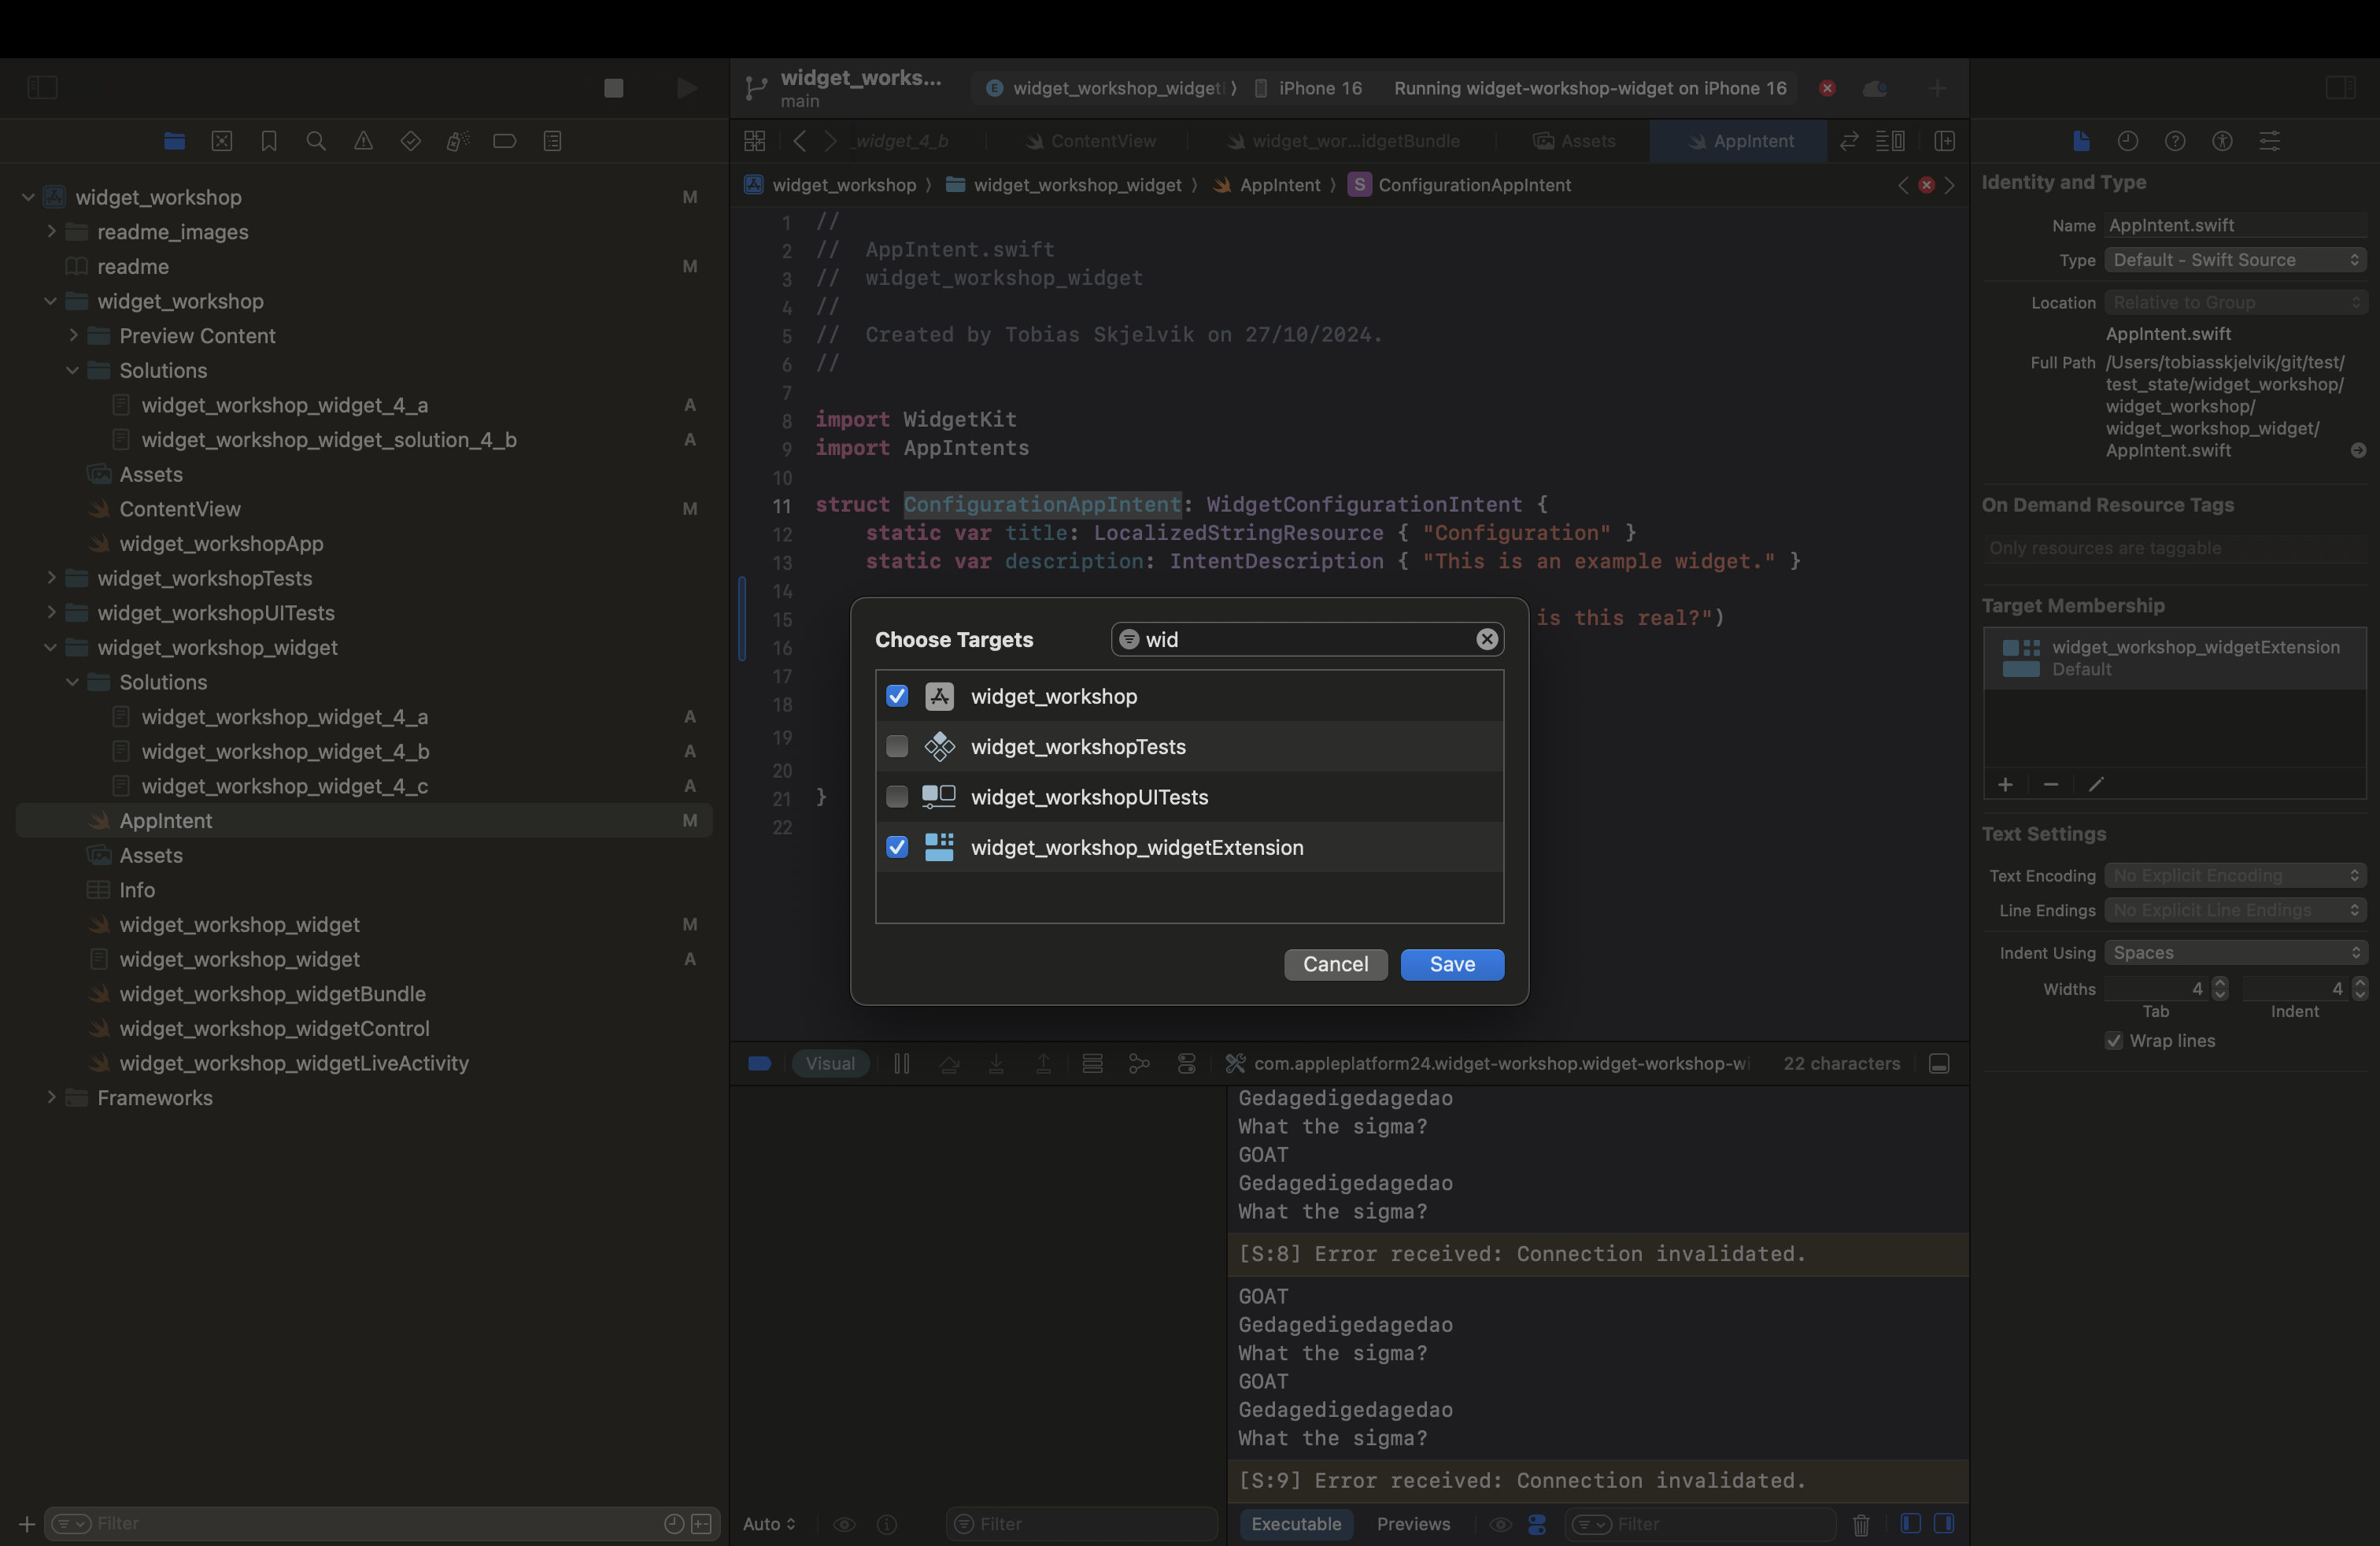 widget_works...
main
widget_workshop_widget
iPhone 16
Running widget-workshop-widget on iPhone 16
_widget_4_b
ContentView
widget_wor...idgetBundle
Assets
AppIntent
widget_workshop
widget_workshop_widget
AppIntent
S
ConfigurationAppIntent
widget_workshop
M
readme_images
readme
M
widget_workshop
Preview Content
Solutions
widget_workshop_widget_4_a
A
widget_workshop_widget_solution_4_b
A
Assets
ContentView
M
widget_workshopApp
widget_workshopTests
widget_workshopUITests
widget_workshop_widget
Solutions
widget_workshop_widget_4_a
A
widget_workshop_widget_4_b
A
widget_workshop_widget_4_c
A
AppIntent
M
Assets
Info
widget_workshop_widget
M
widget_workshop_widget
A
widget_workshop_widgetBundle
widget_workshop_widgetControl
widget_workshop_widgetLiveActivity
Frameworks
Filter
1 //
2 //  AppIntent.swift
3 //  widget_workshop_widget
4 //
5 //  Created by Tobias Skjelvik on 27/10/2024.
6 //
7
8 import WidgetKit
9 import AppIntents
10
11 struct ConfigurationAppIntent: WidgetConfigurationIntent {
12     static var title: LocalizedStringResource { "Configuration" }
13     static var description: IntentDescription { "This is an example widget." }
14
15 is this real?")
16
17
18
19
20
21 }
22
Choose Targets
wid
widget_workshop
widget_workshopTests
widget_workshopUITests
widget_workshop_widgetExtension
Cancel
Save
Visual
com.appleplatform24.widget-workshop.widget-workshop-wi
22 characters
Gedagedigedagedao
What the sigma?
GOAT
Gedagedigedagedao
What the sigma?
[S:8] Error received: Connection invalidated.
GOAT
Gedagedigedagedao
What the sigma?
GOAT
Gedagedigedagedao
What the sigma?
[S:9] Error received: Connection invalidated.
Auto
Filter
Executable
Previews
Filter
Identity and Type
Name AppIntent.swift
Type Default - Swift Source
Location Relative to Group
AppIntent.swift
Full Path /Users/tobiasskjelvik/git/test/
test_state/widget_workshop/
widget_workshop/
widget_workshop_widget/
AppIntent.swift
On Demand Resource Tags
Only resources are taggable
Target Membership
widget_workshop_widgetExtension
Default
Text Settings
Text Encoding No Explicit Encoding
Line Endings No Explicit Line Endings
Indent Using Spaces
Widths 4 4
Tab Indent
Wrap lines